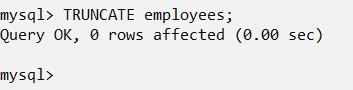 mysql> TRUNCATE employees;
Query OK, 0 rows affected (0.00 sec)
mysql>